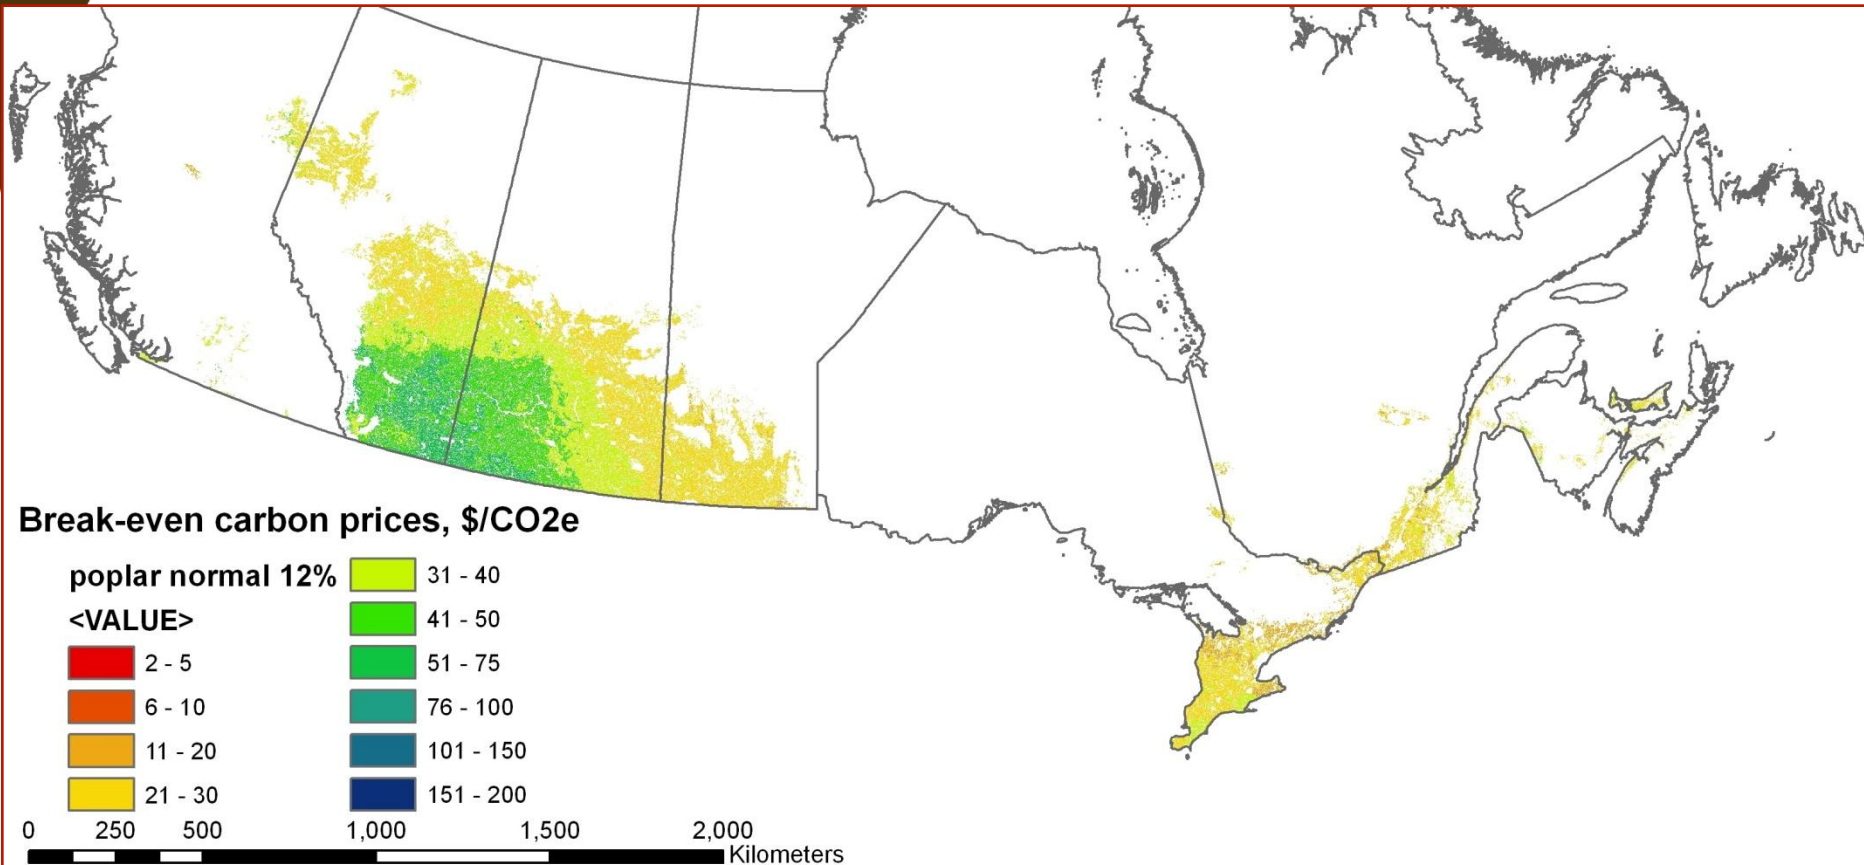 Break-even carbon prices, $/CO2e
poplar normal 12%
<VALUE>
2 - 5
6 - 10
11 - 20
21 - 30
31 - 40
41 - 50
51 - 75
76 - 100
101 - 150
151 - 200
0 250 500 1,000 1,500 2,000
Kilometers